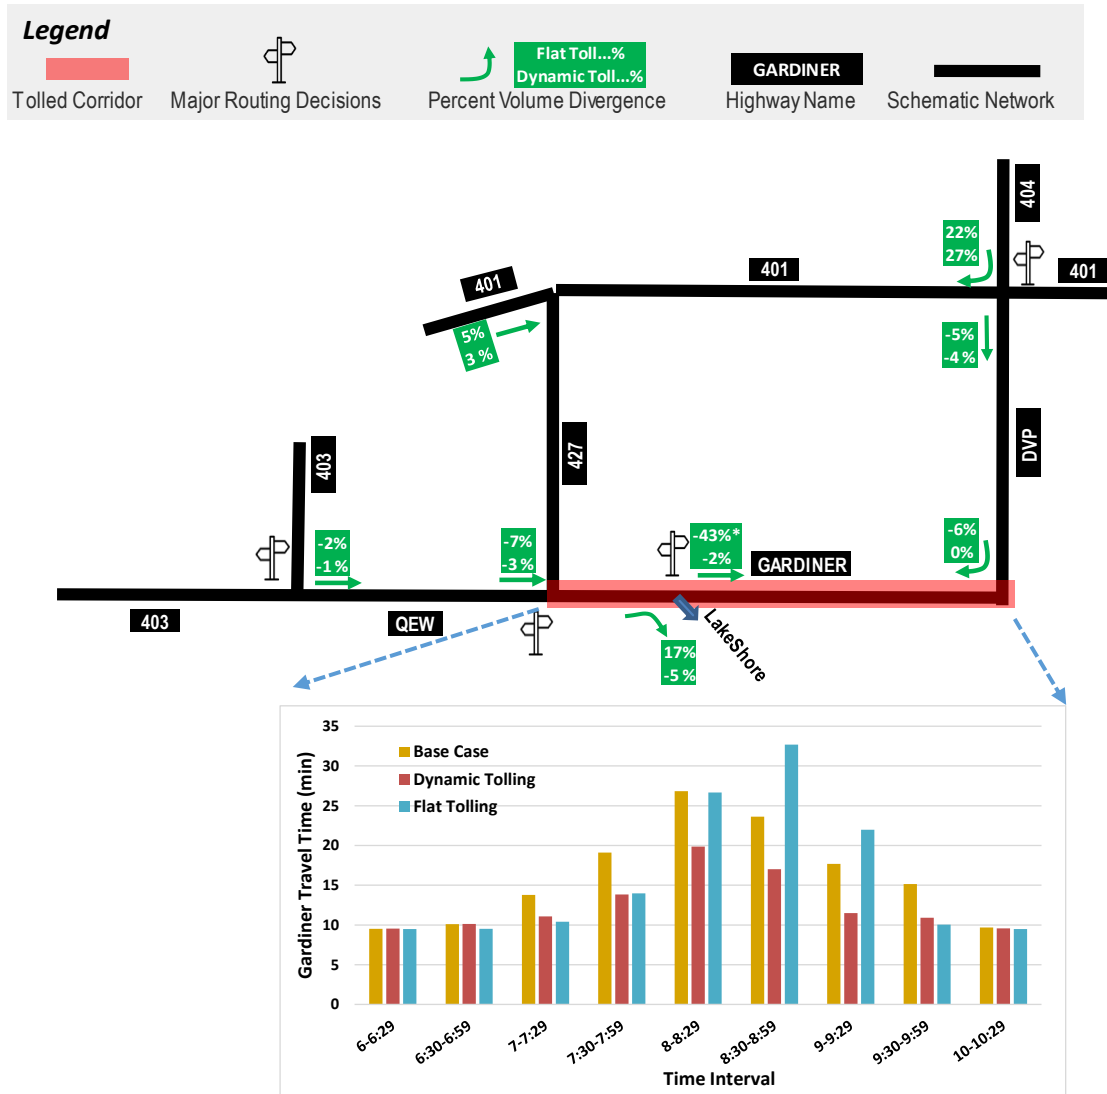 Legend
Flat Toll...%
Dynamic Toll...%
GARDINER
Tolled Corridor
Major Routing Decisions
Percent Volume Divergence
Highway Name
Schematic Network
404
22%
27%
401
401
401
5%
3 %
-5%
-4 %
427
DVP
403
-2%
-1 %
-7%
-3 %
-43%*
-2%
GARDINER
-6%
0%
403
QEW
LakeShore
17%
-5 %
35
30
25
20
15
10
5
0
Gardiner Travel Time (min)
Base Case
Dynamic Tolling
Flat Tolling
6-6:29
6:30-6:59
7-7:29
7:30-7:59
8-8:29
8:30-8:59
9-9:29
9:30-9:59
10-10:29
Time Interval